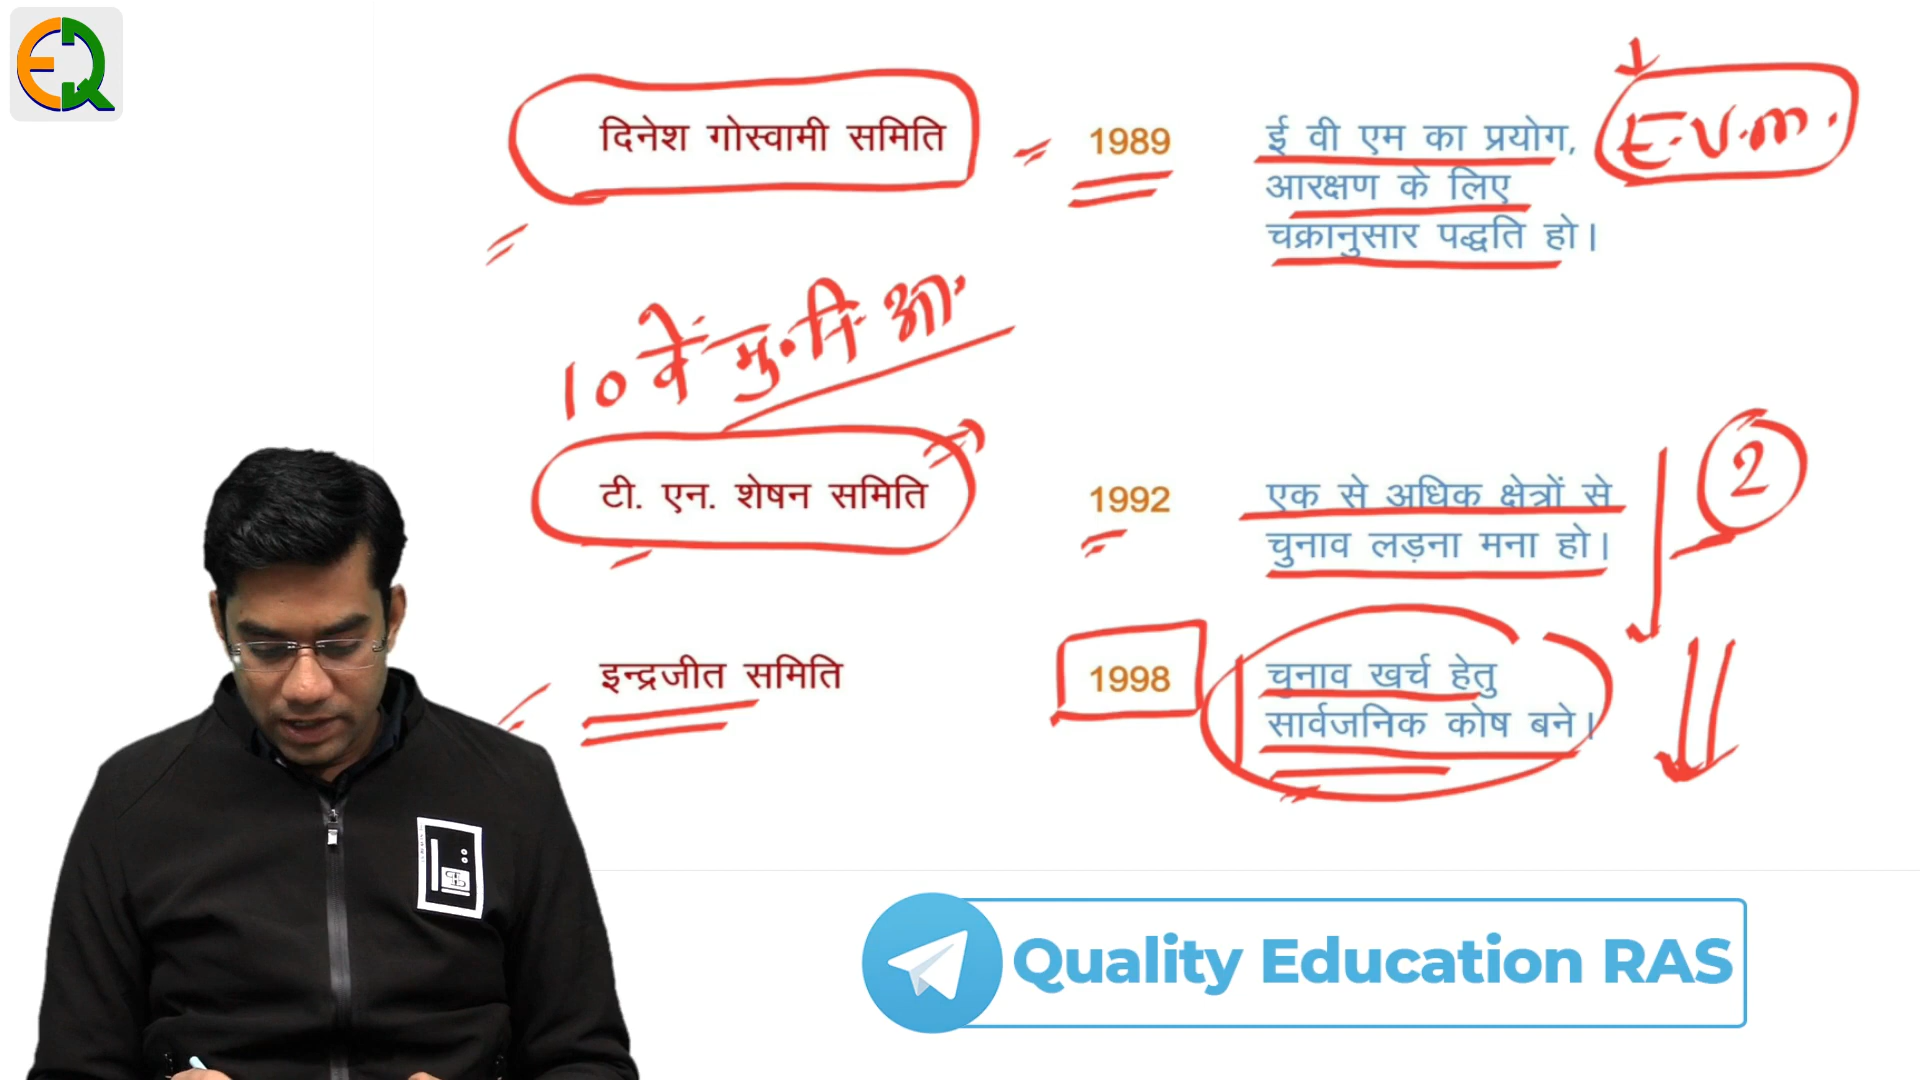 दिनेश गोस्वामी समिति
1989
ई वी एम का प्रयोग,
आरक्षण के लिए
चक्रानुसार पद्धति हो।
E.V.M.
10 वें मु. नि. आ.
टी. एन. शेषन समिति
1992
एक से अधिक क्षेत्रों से
चुनाव लड़ना मना हो।
2
इन्द्रजीत समिति
1998
चुनाव खर्च हेतु
सार्वजनिक कोष बने।
Quality Education RAS